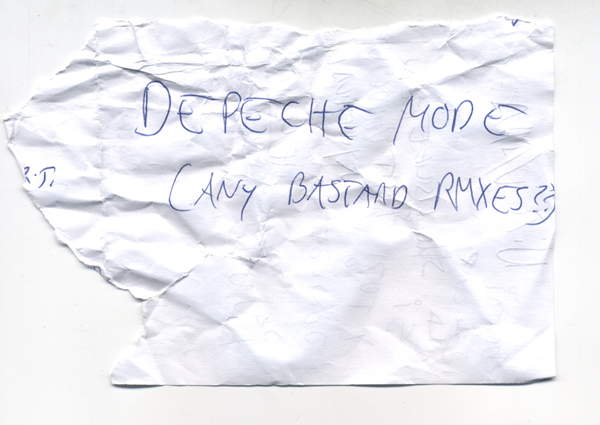 DEPECHE MODE
(ANY BASTARD RMXES??)